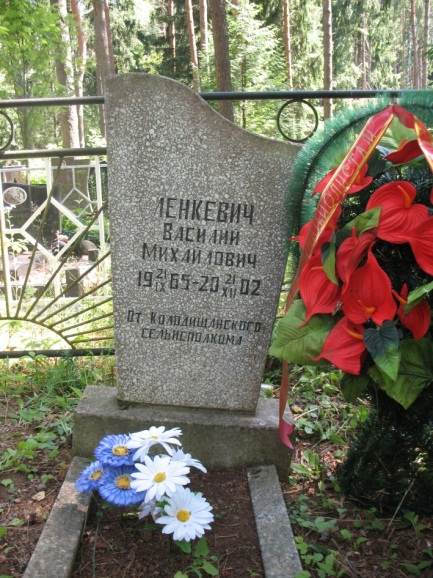 ЛЕНКЕВИЧ
ВАСИЛИЙ
МИХАЙЛОВИЧ
19 21/IX 65-20 21/XII 02
ОТ КОЛОДИЩАНСКОГО
СЕЛЬИСПОЛКОМА